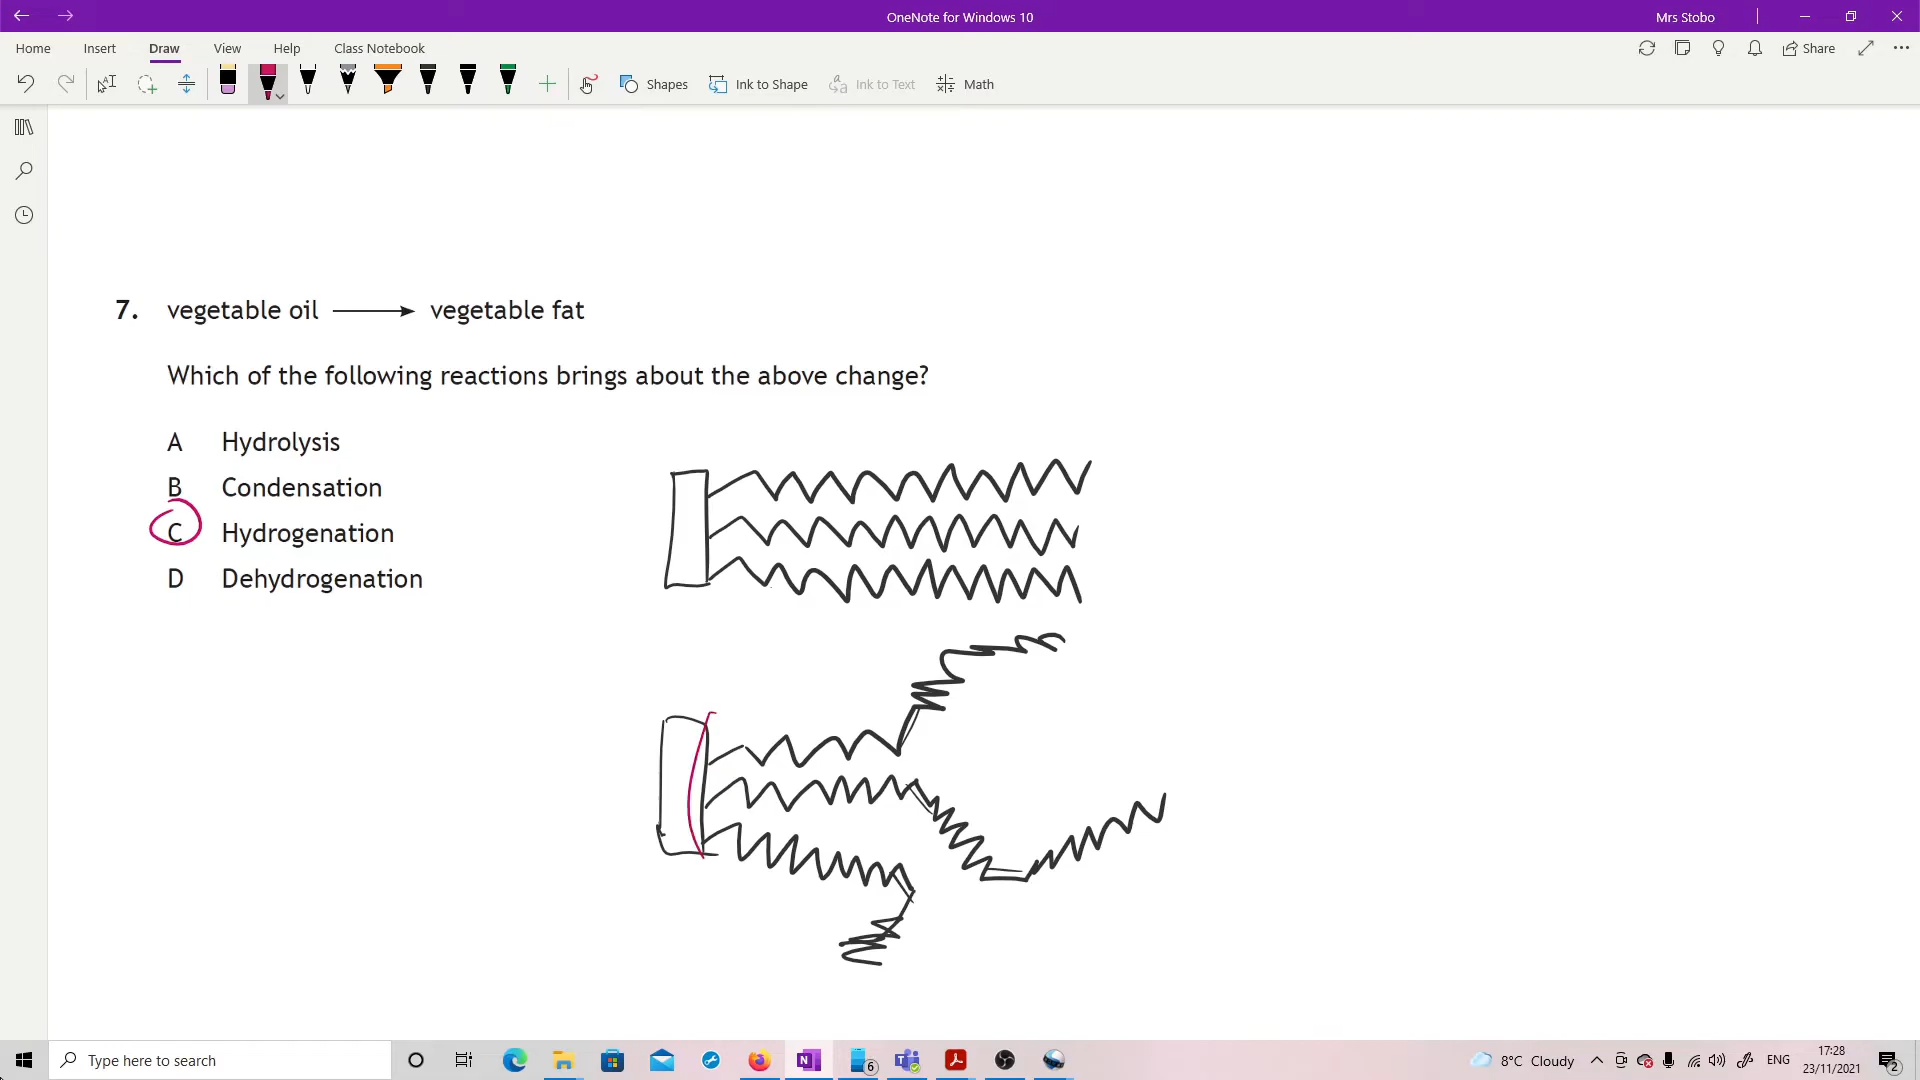 OneNote for Windows 10
Mrs Stobo
Home Insert Draw View Help Class Notebook
Share
Shapes Ink to Shape Ink to Text Math
7. vegetable oil → vegetable fat
Which of the following reactions brings about the above change?
A Hydrolysis
B Condensation
C Hydrogenation
D Dehydrogenation
Type here to search
6
8°C Cloudy
ENG
17:28
23/11/2021
2